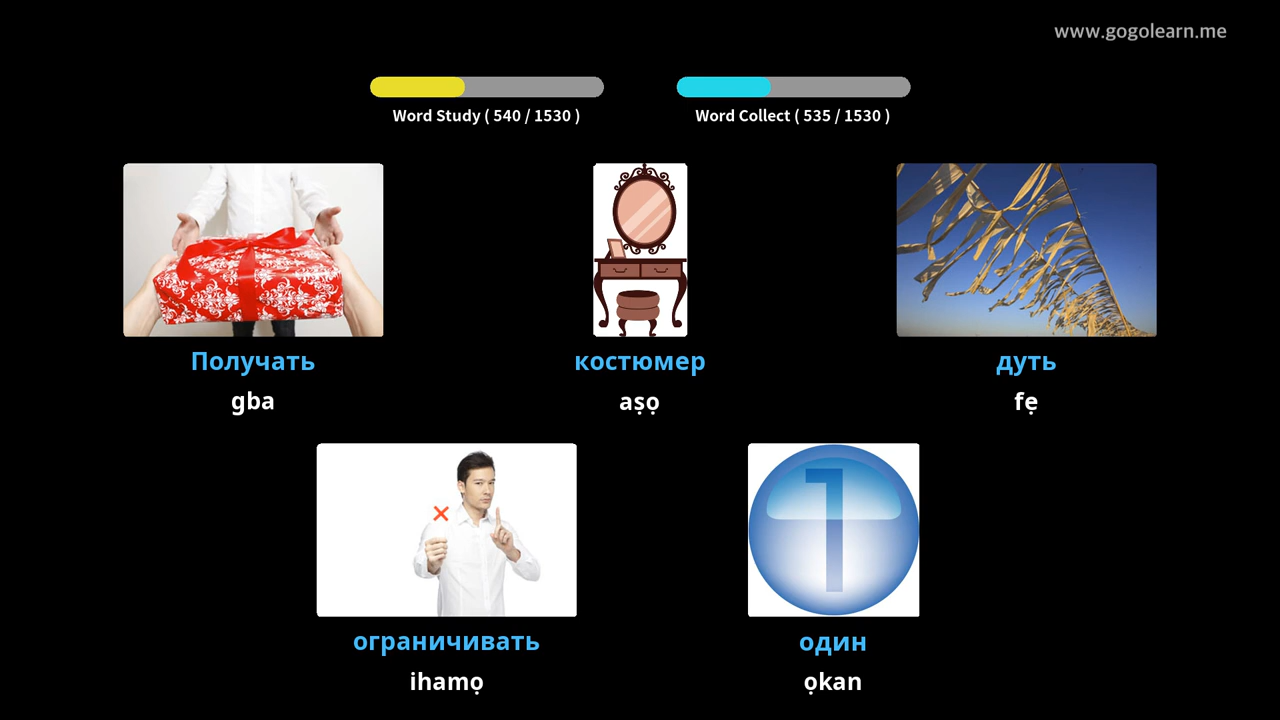 www.gogolearn.me
Word Study ( 540 / 1530 )
Word Collect ( 535 / 1530 )
Получать
gba
костюмер
aṣọ
дуть
fẹ
ограничивать
ihamọ
1
один
ọkan